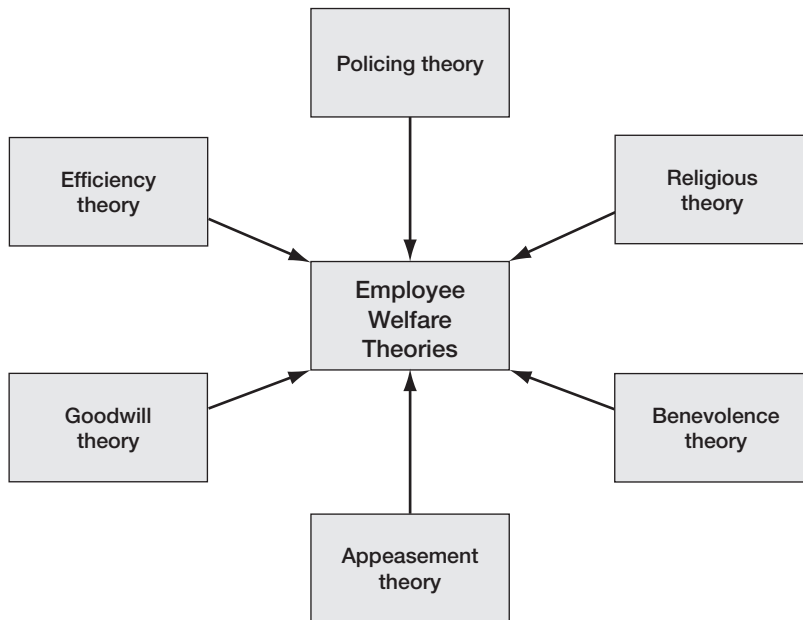 Policing theory
Efficiency
theory
Religious
theory
Employee
Welfare
Theories
Goodwill
theory
Benevolence
theory
Appeasement
theory